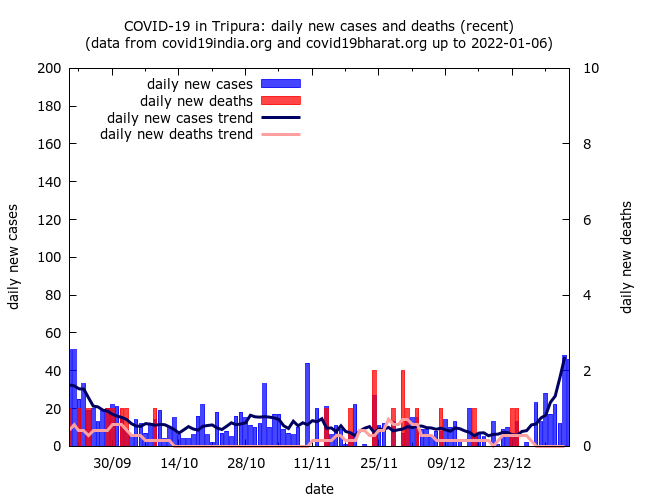 COVID-19 in Tripura: daily new cases and deaths (recent)
(data from covid19india.org and covid19bharat.org up to 2022-01-06)
daily new cases
daily new deaths
daily new cases trend
daily new deaths trend
200
180
160
140
120
100
80
60
40
20
0
10
8
6
4
2
0
daily new cases
daily new deaths
30/09 14/10 28/10 11/11 25/11 09/12 23/12
date